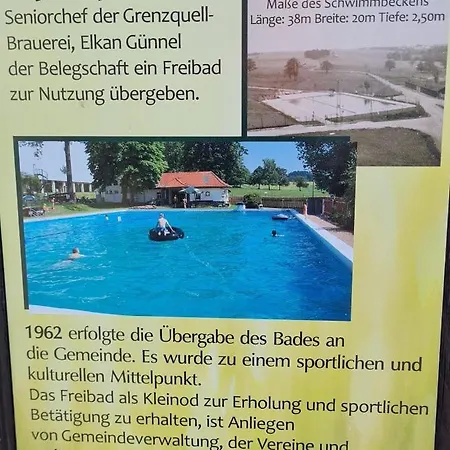 Seniorchef der Grenzquell-
Brauerei, Elkan Günnel
der Belegschaft ein Freibad
zur Nutzung übergeben.
Maße des Schwimmbeckens
Länge: 38m Breite: 20m Tiefe: 2,50m
1962 erfolgte die Übergabe des Bades an
die Gemeinde. Es wurde zu einem sportlichen und
kulturellen Mittelpunkt.
Das Freibad als Kleinod zur Erholung und sportlichen
Betätigung zu erhalten, ist Anliegen
von Gemeindeverwaltung, der Vereine und